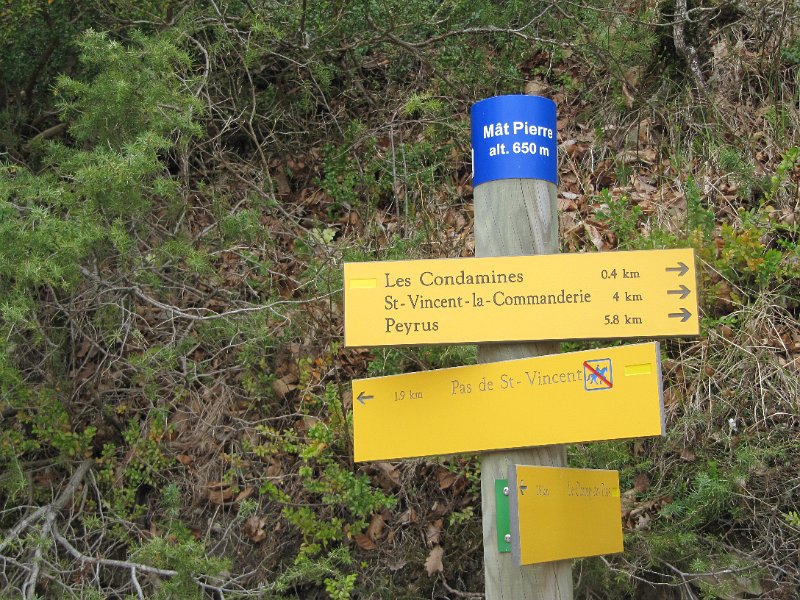 Mât Pierre
alt. 650 m
Les Condamines 0.4 km
St-Vincent-la-Commanderie 4 km
Peyrus 5.8 km
1.9 km Pas de St-Vincent
km